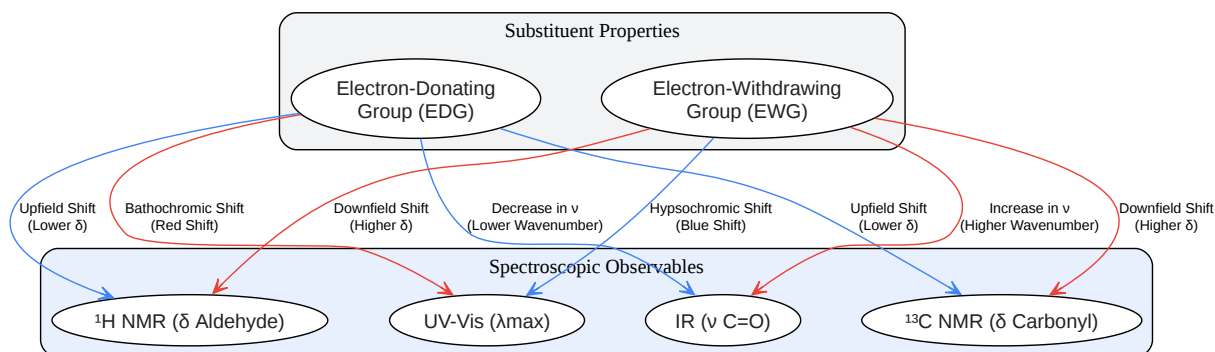 Substituent Properties
Electron-Donating
Group (EDG)
Electron-Withdrawing
Group (EWG)
Upfield Shift
(Lower δ)
Bathochromic Shift
(Red Shift)
Downfield Shift
(Higher δ)
Decrease in ν
(Lower Wavenumber)
Hypsochromic Shift
(Blue Shift)
Upfield Shift
(Lower δ)
Increase in ν
(Higher Wavenumber)
Downfield Shift
(Higher δ)
Spectroscopic Observables
¹H NMR (δ Aldehyde)
UV-Vis (λmax)
IR (ν C=O)
¹³C NMR (δ Carbonyl)